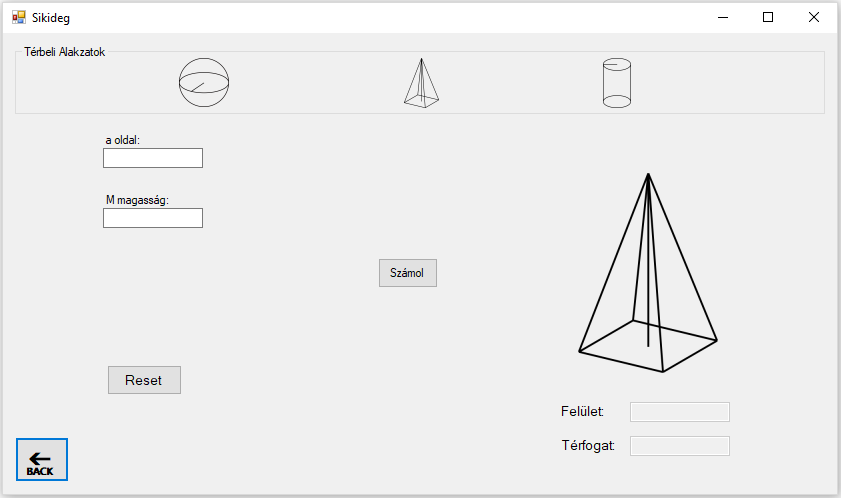 Sikideg
Térbeli Alakzatok
a oldal:
M magasság:
Számol
Reset
Felület:
Térfogat:
BACK